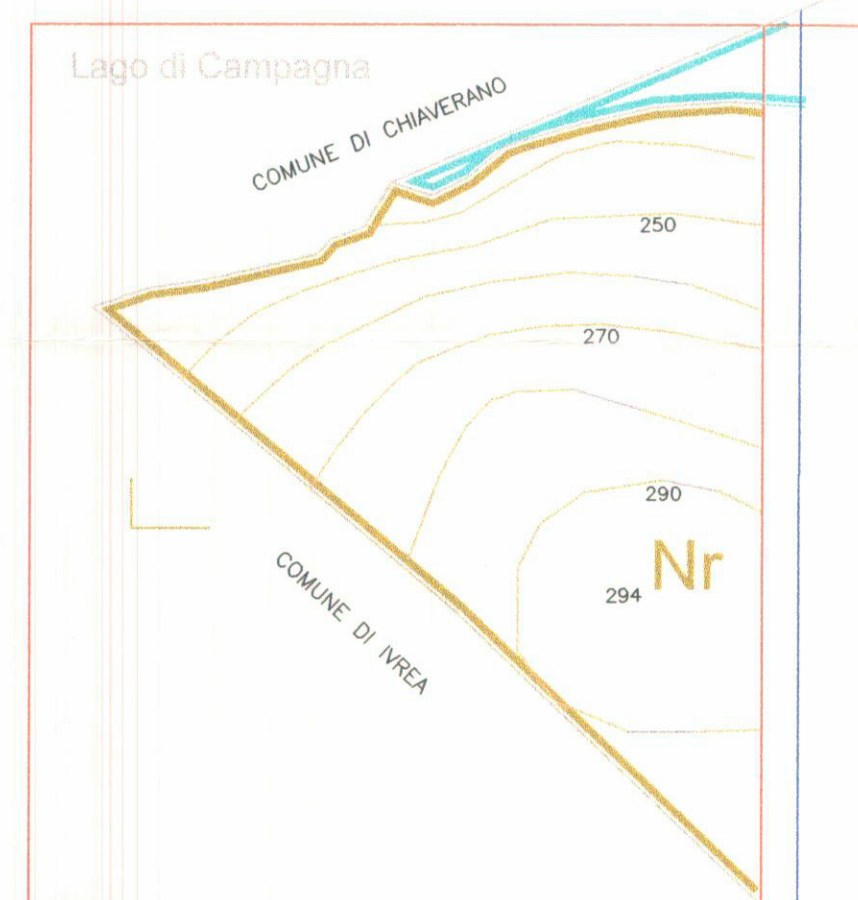 Lago di Campagna
COMUNE DI CHIAVERANO
250
270
290
Nr
294
COMUNE DI IVREA